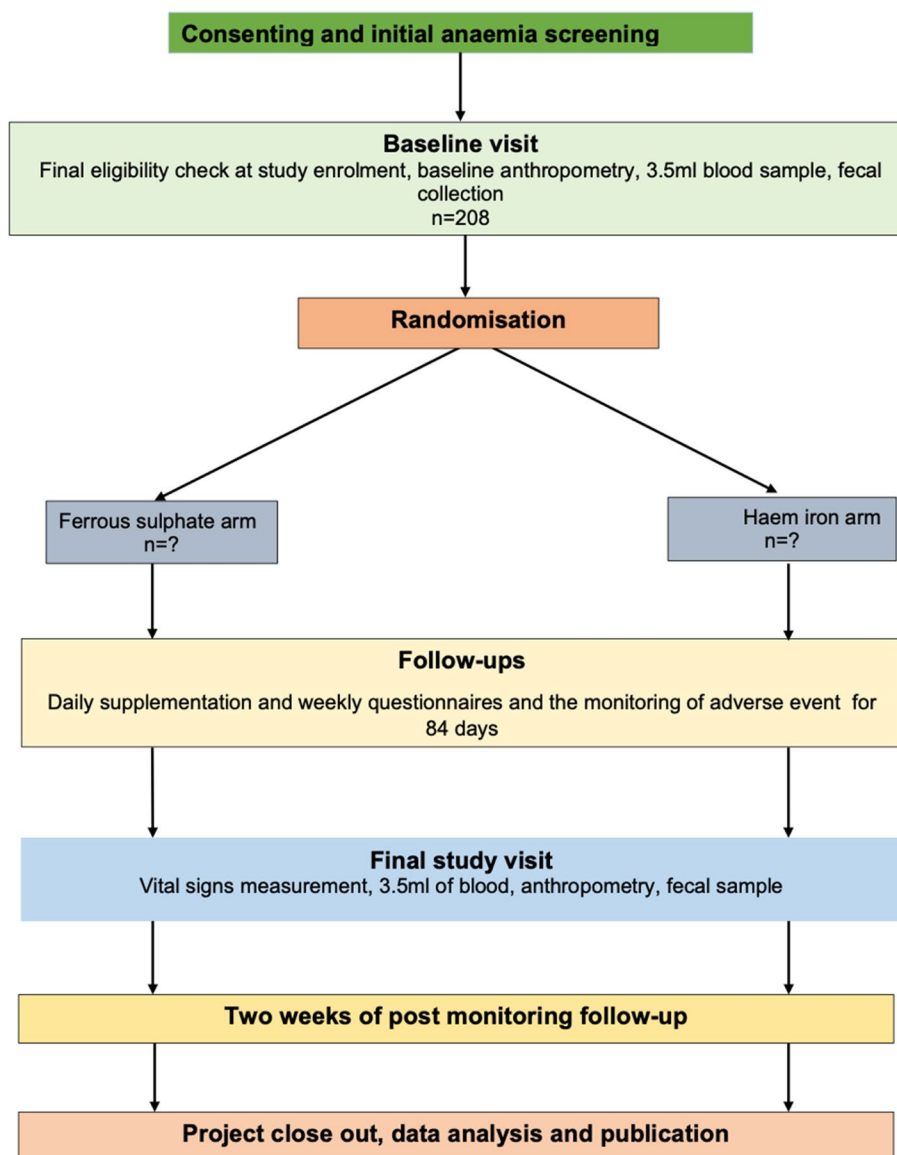 Consenting and initial anaemia screening
Baseline visit
Final eligibility check at study enrolment, baseline anthropometry, 3.5ml blood sample, fecal
collection
n=208
Randomisation
Ferrous sulphate arm
n=?
Haem iron arm
n=?
Follow-ups
Daily supplementation and weekly questionnaires and the monitoring of adverse event for
84 days
Final study visit
Vital signs measurement, 3.5ml of blood, anthropometry, fecal sample
Two weeks of post monitoring follow-up
Project close out, data analysis and publication